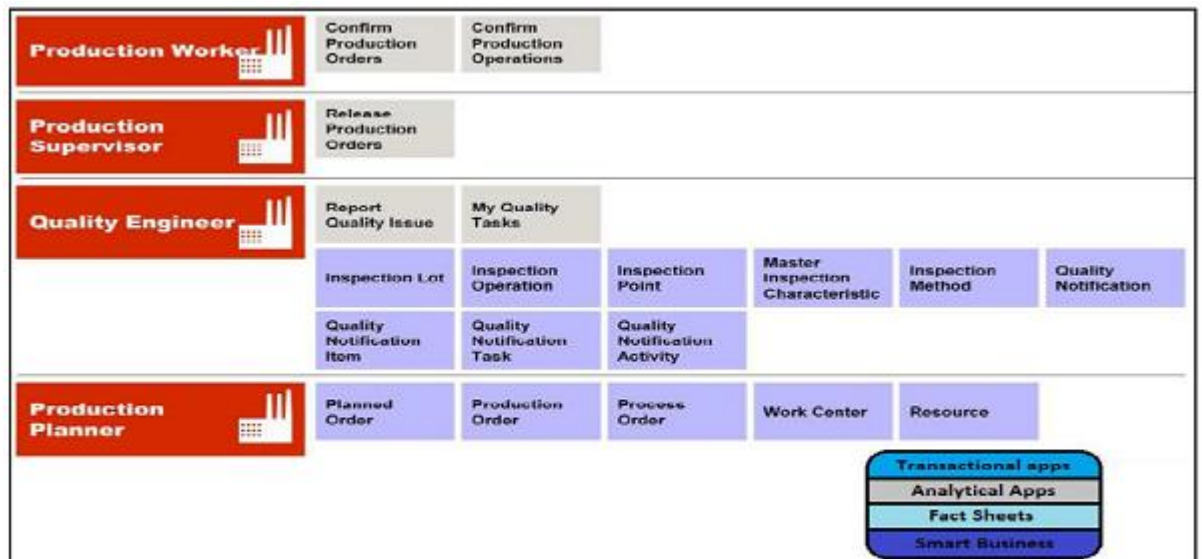 Production Worker
Confirm
Production
Orders
Confirm
Production
Operations
Production
Supervisor
Release
Production
Orders
Quality Engineer
Report
Quality Issue
My Quality
Tasks
Inspection Lot
Inspection
Operation
Inspection
Point
Master
Inspection
Characteristic
Inspection
Method
Quality
Notification
Quality
Notification
Item
Quality
Notification
Task
Quality
Notification
Activity
Production
Planner
Planned
Order
Production
Order
Process
Order
Work Center
Resource
Transactional apps
Analytical Apps
Fact Sheets
Smart Business